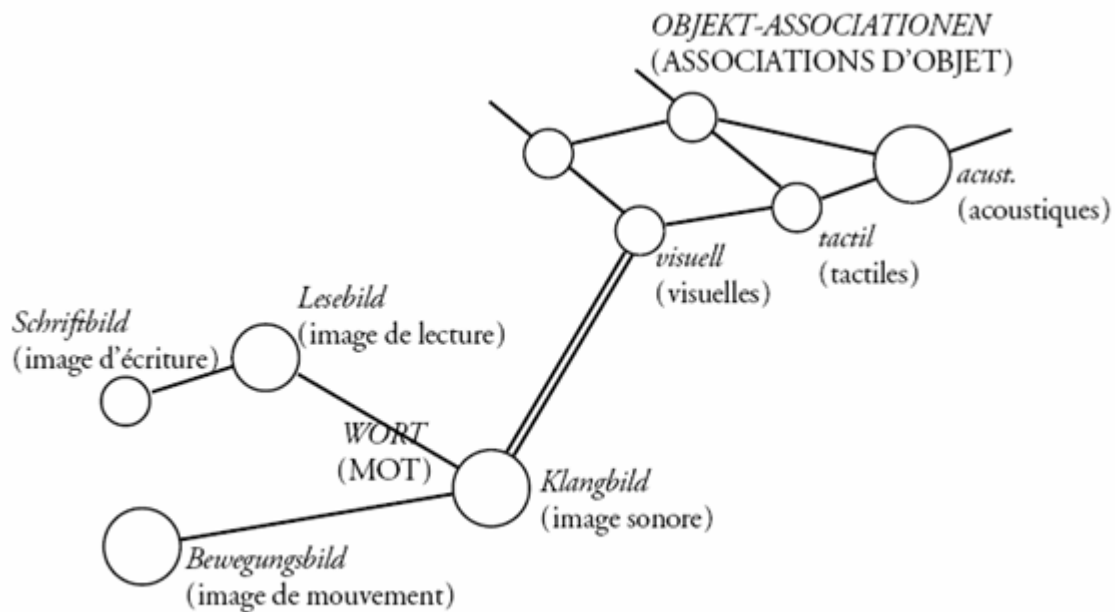 OBJEKT-ASSOCIATIONEN
(ASSOCIATIONS D'OBJET)
acust.
(acoustiques)
tactil
(tactiles)
visuell
(visuelles)
Lesebild
(image de lecture)
Schriftbild
(image d'écriture)
WORT
(MOT)
Klangbild
(image sonore)
Bewegungsbild
(image de mouvement)